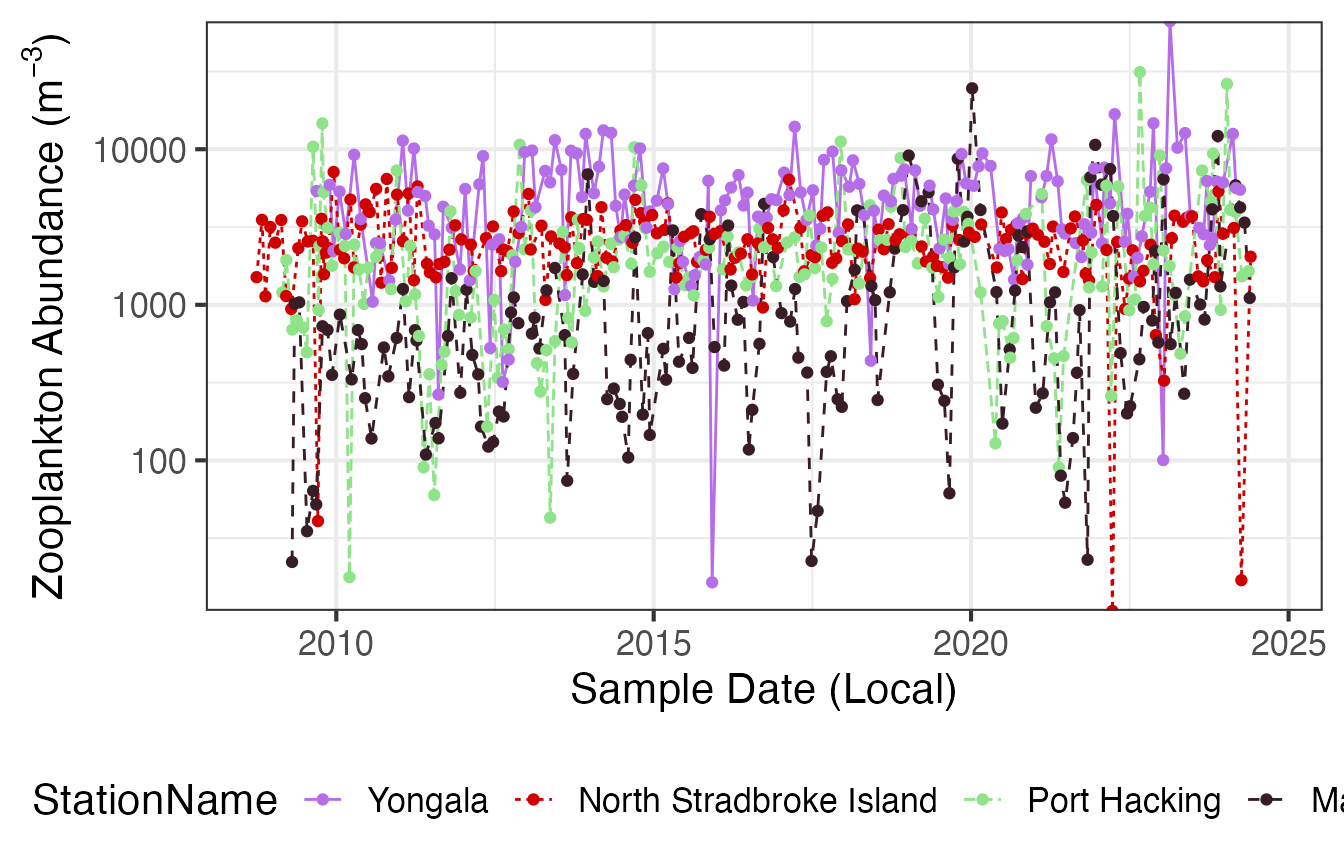 Zooplankton Abundance (m⁻³)
10000
1000
100
2010 2015 2020 2025
Sample Date (Local)
StationName Yongala North Stradbroke Island Port Hacking